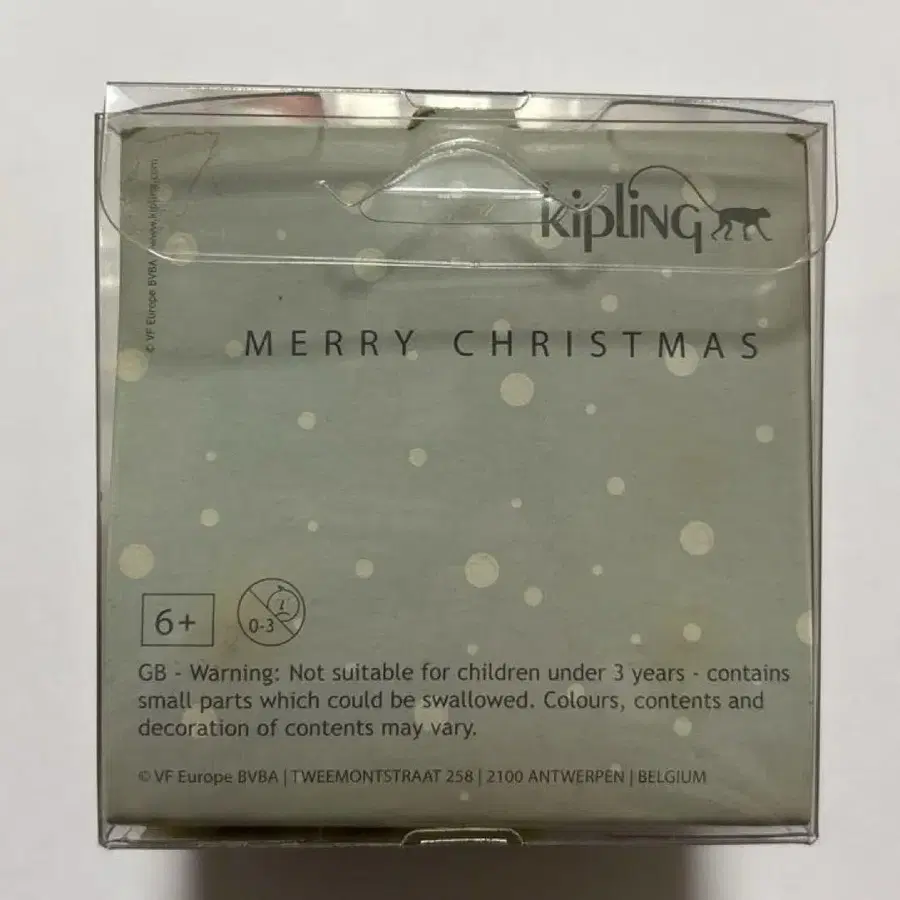 kipling
© VF Europe BVBA www.kipling.com
MERRY CHRISTMAS
6+
0-3
GB - Warning: Not suitable for children under 3 years - contains
small parts which could be swallowed. Colours, contents and
decoration of contents may vary.
© VF Europe BVBA | TWEEMONTSTRAAT 258 | 2100 ANTWERPEN | BELGIUM